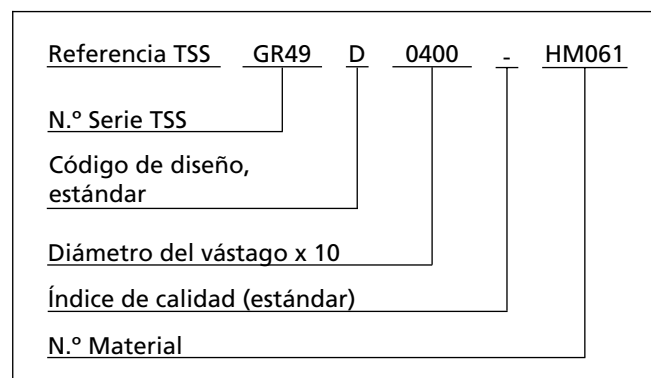 Referencia TSS GR49 D 0400 - HM061
N.º Serie TSS
Código de diseño,
estándar
Diámetro del vástago x 10
Índice de calidad (estándar)
N.º Material